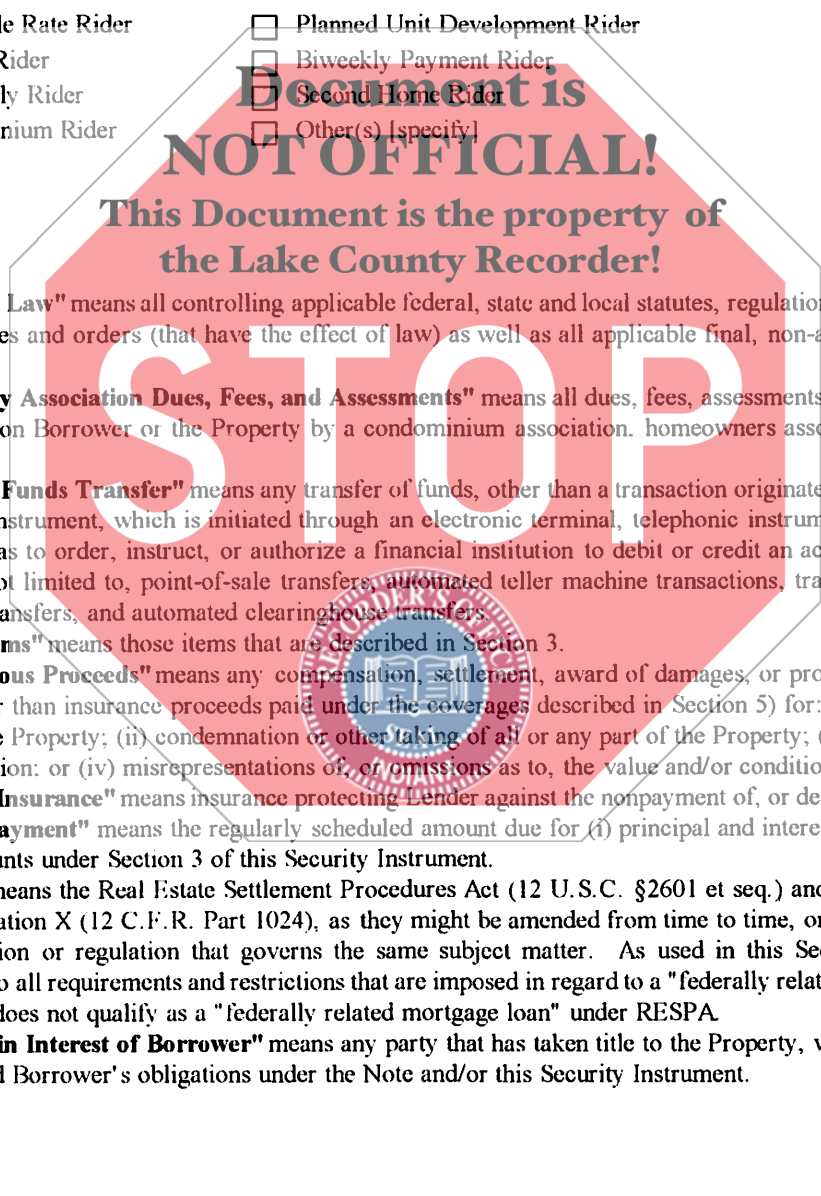 le Rate Rider ☐ Planned Unit Development Rider
Rider ☐ Biweekly Payment Rider
ly Rider ☐ Second Home Rider
nium Rider ☐ Other(s) [specify]
Document is
NOT OFFICIAL!
This Document is the property of
the Lake County Recorder!
Law" means all controlling applicable federal, state and local statutes, regulatio
es and orders (that have the effect of law) as well as all applicable final, non-a
STOP
y Association Dues, Fees, and Assessments" means all dues, fees, assessments
on Borrower or the Property by a condominium association. homeowners asso
Funds Transfer" means any transfer of funds, other than a transaction originate
nstrument, which is initiated through an electronic terminal, telephonic instrum
as to order, instruct, or authorize a financial institution to debit or credit an ac
ot limited to, point-of-sale transfers, automated teller machine transactions, tra
ansfers, and automated clearinghouse transfers.
ms" means those items that are described in Section 3.
ous Proceeds" means any compensation, settlement, award of damages, or pro
r than insurance proceeds paid under the coverages described in Section 5) for:
e Property; (ii) condemnation or other taking of all or any part of the Property; (
ion: or (iv) misrepresentations of, or omissions as to, the value and/or conditio
RECORDER'S OFFICE
INDIANA
Insurance" means insurance protecting Lender against the nonpayment of, or de
ayment" means the regularly scheduled amount due for (i) principal and intere
unts under Section 3 of this Security Instrument.
neans the Real Estate Settlement Procedures Act (12 U.S.C. §2601 et seq.) and
ation X (12 C.F.R. Part 1024), as they might be amended from time to time, or
ion or regulation that governs the same subject matter. As used in this Sec
o all requirements and restrictions that are imposed in regard to a "federally relat
does not qualify as a "federally related mortgage loan" under RESPA.
in Interest of Borrower" means any party that has taken title to the Property, v
d Borrower's obligations under the Note and/or this Security Instrument.